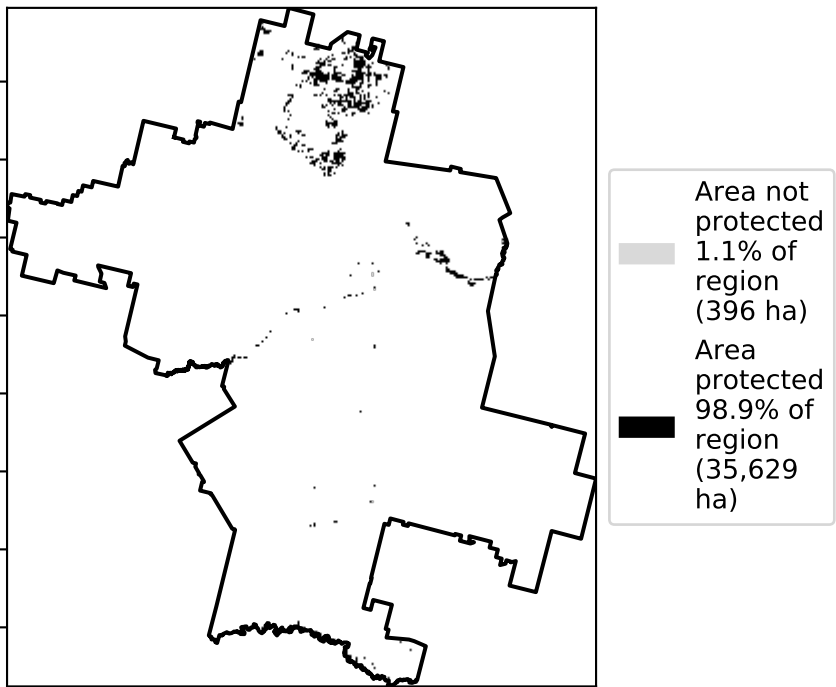 Area not
protected
1.1% of
region
(396 ha)
Area
protected
98.9% of
region
(35,629
ha)